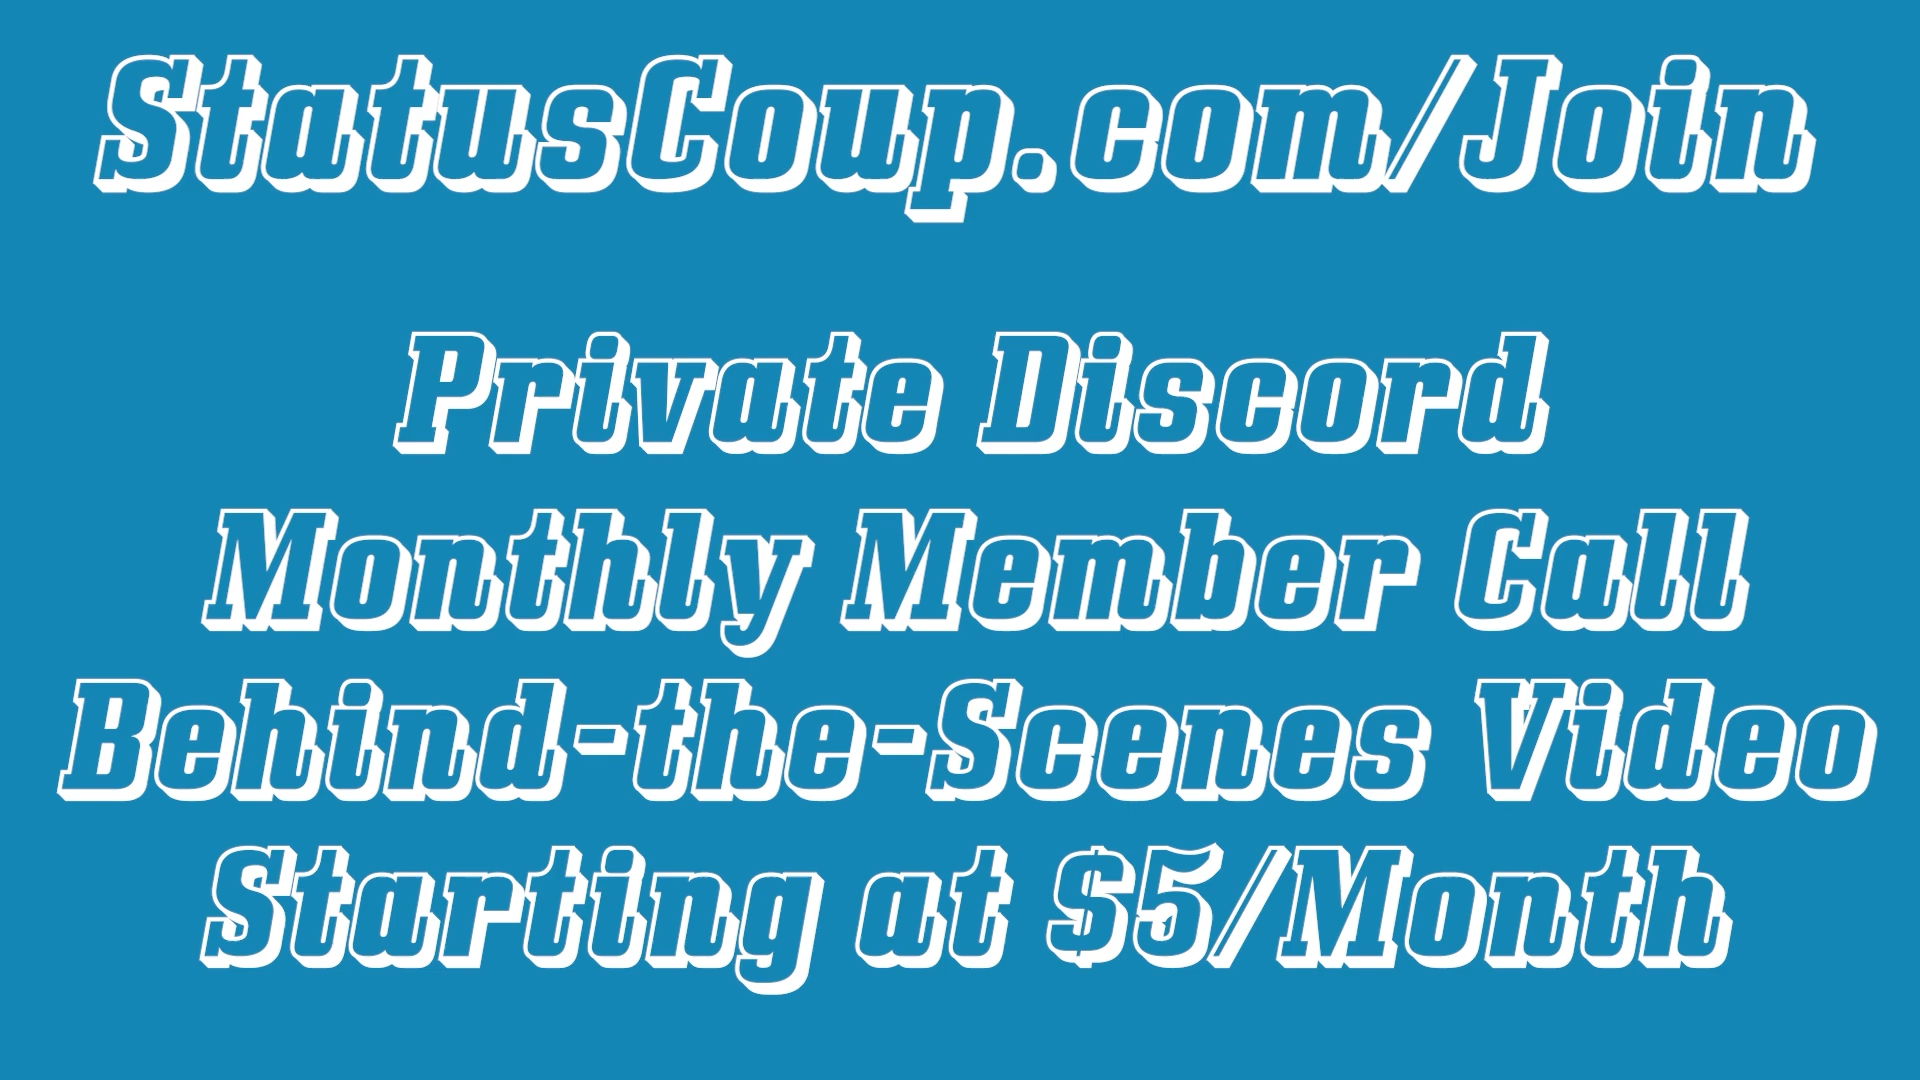 StatusCoup.com/Join
Private Discord
Monthly Member Call
Behind-the-Scenes Video
Starting at $5/Month